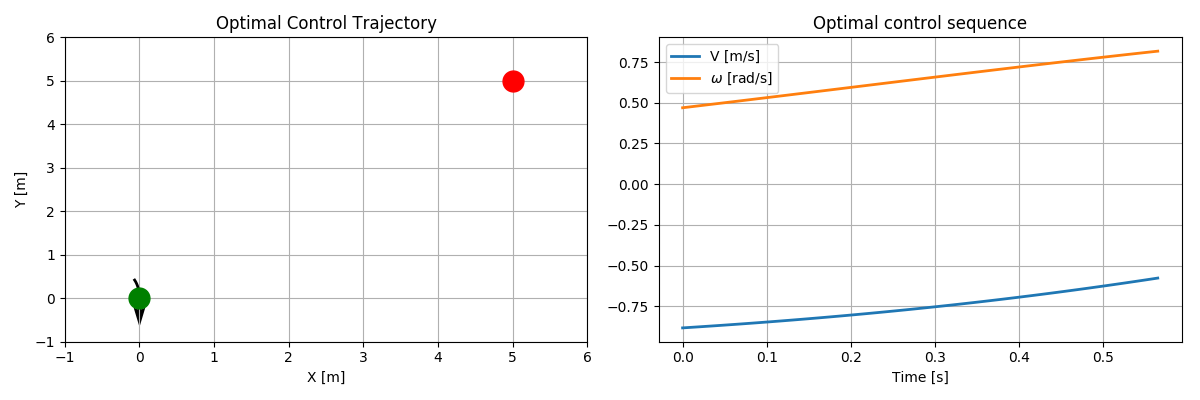 Optimal Control Trajectory
Y [m]
6
5
4
3
2
1
0
−1
−1 0 1 2 3 4 5 6
X [m]
Optimal control sequence
V [m/s]
ω [rad/s]
0.75
0.50
0.25
0.00
−0.25
−0.50
−0.75
0.0 0.1 0.2 0.3 0.4 0.5
Time [s]